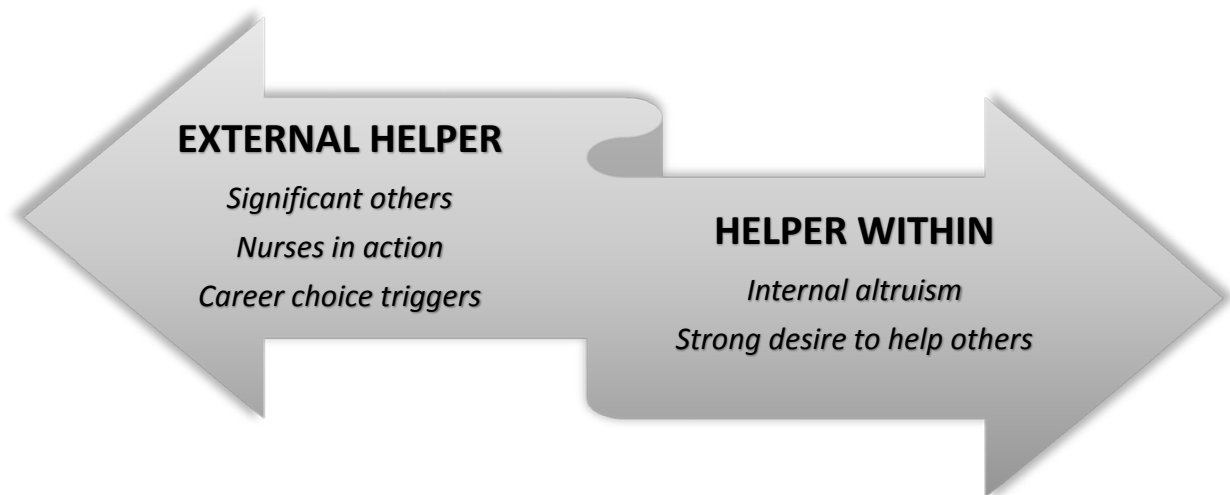 EXTERNAL HELPER
Significant others
Nurses in action
Career choice triggers
HELPER WITHIN
Internal altruism
Strong desire to help others